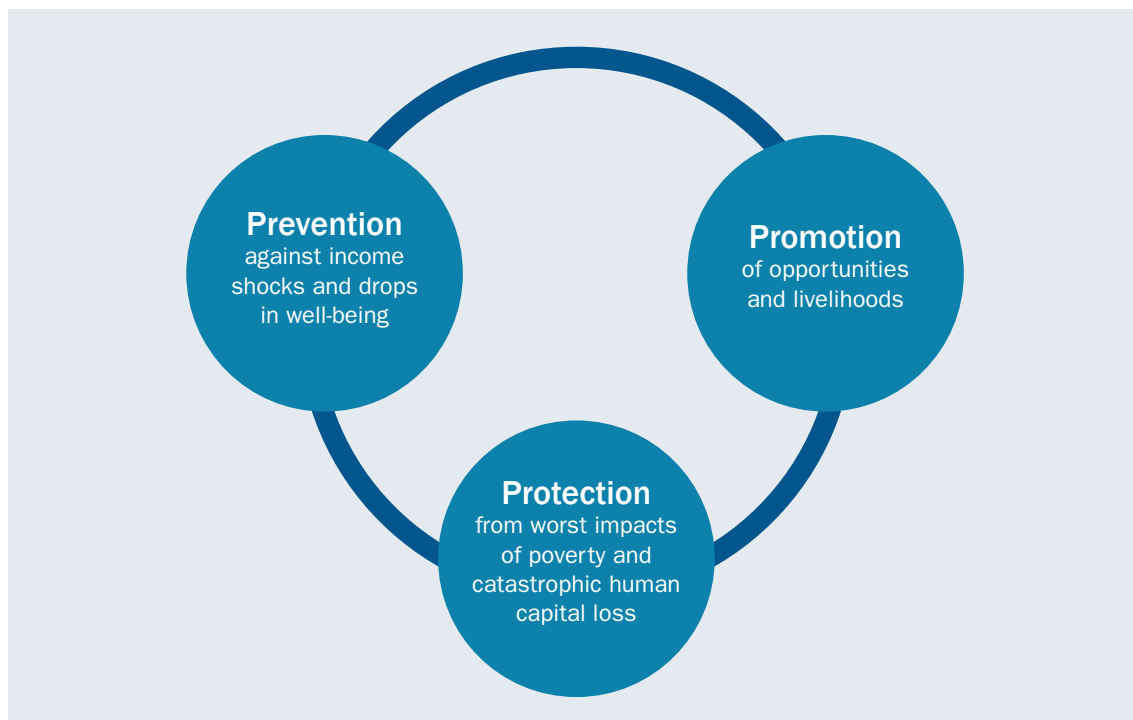 Prevention
against income
shocks and drops
in well-being
Promotion
of opportunities
and livelihoods
Protection
from worst impacts
of poverty and
catastrophic human
capital loss